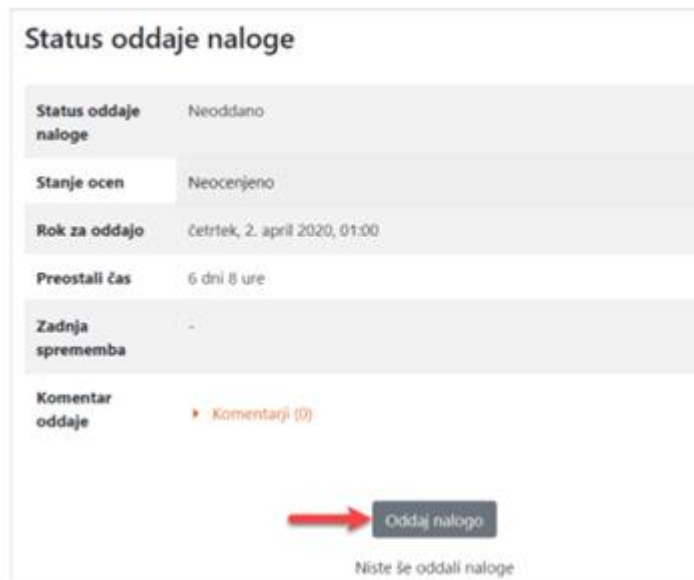 Status oddaje naloge
Status oddaje Neoddano
naloge
Stanje ocen Neocenjeno
Rok za oddajo četrtek, 2. april 2020, 01:00
Preostali čas 6 dni 8 ure
Zadnja -
sprememba
Komentar
oddaje
Komentarji (0)
Oddaj nalogo
Niste še oddali naloge